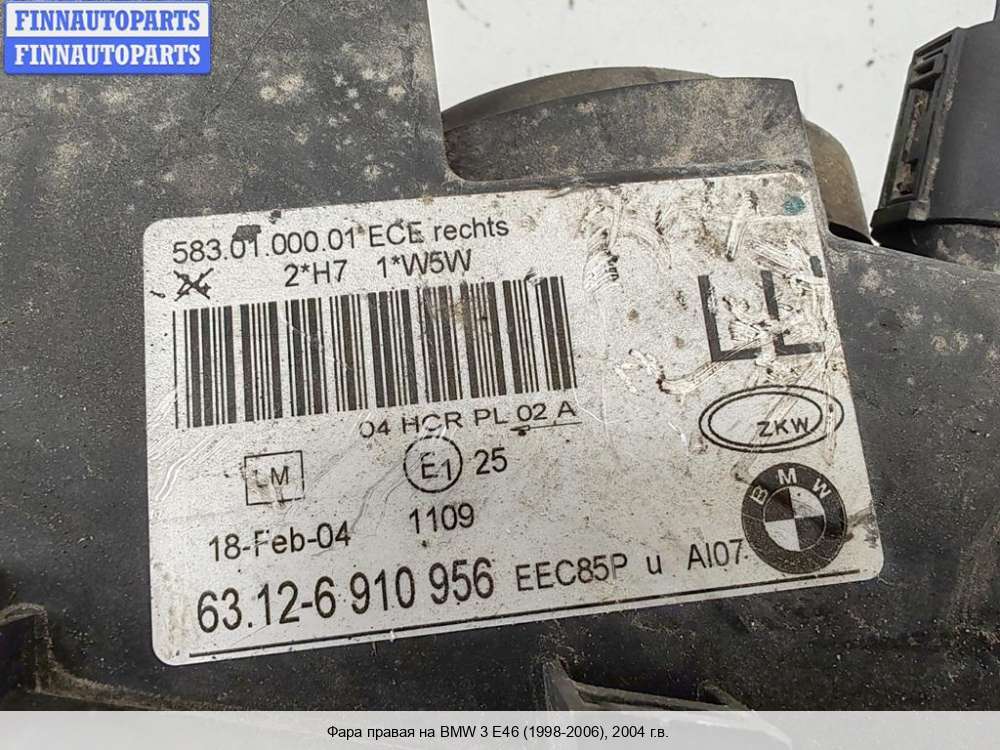 FINNAUTOPARTS
FINNAUTOPARTS
583.01.000.01 ECE rechts
2*H7 1*W5W
LL
04 HCR PL 02 A
ZKW
LM
E1 25
BMW
18-Feb-04 1109
63.12-6 910 956 EEC85P u AI07
Фара правая на BMW 3 E46 (1998-2006), 2004 г.в.